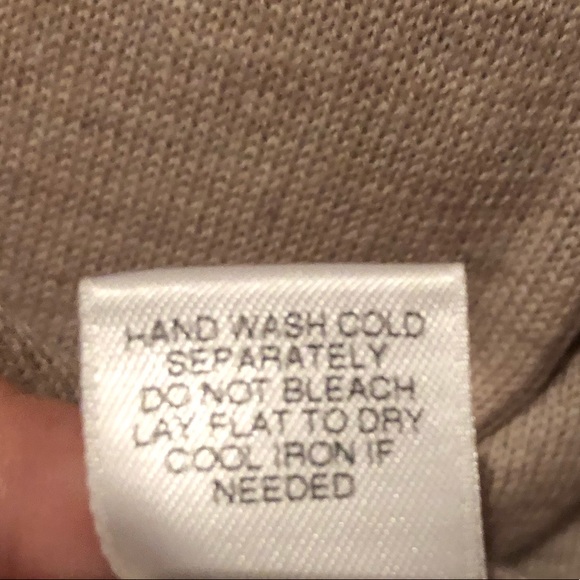 HAND WASH COLD
SEPARATELY
DO NOT BLEACH
LAY FLAT TO DRY
COOL IRON IF
NEEDED